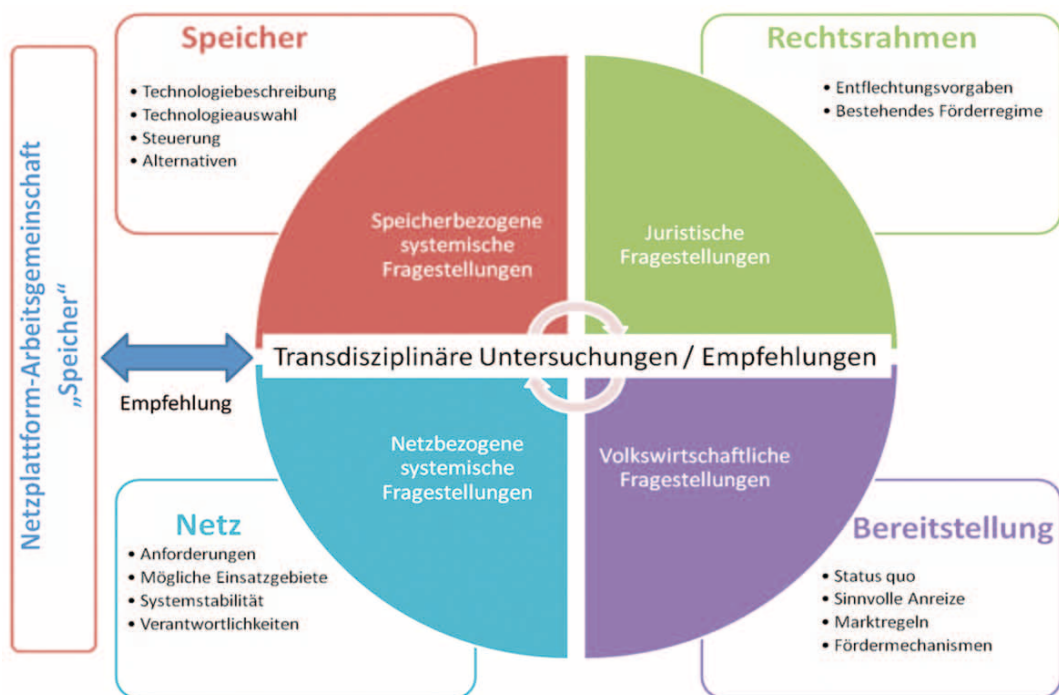 Netzplattform-Arbeitsgemeinschaft
„Speicher“
Speicher
• Technologiebeschreibung
• Technologieauswahl
• Steuerung
• Alternativen
Rechtsrahmen
• Entflechtungsvorgaben
• Bestehendes Förderregime
Speicherbezogene
systemische
Fragestellungen
Juristische
Fragestellungen
Transdisziplinäre Untersuchungen / Empfehlungen
Empfehlung
Netzbezogene
systemische
Fragestellungen
Volkswirtschaftliche
Fragestellungen
Netz
• Anforderungen
• Mögliche Einsatzgebiete
• Systemstabilität
• Verantwortlichkeiten
Bereitstellung
• Status quo
• Sinnvolle Anreize
• Marktregeln
• Fördermechanismen